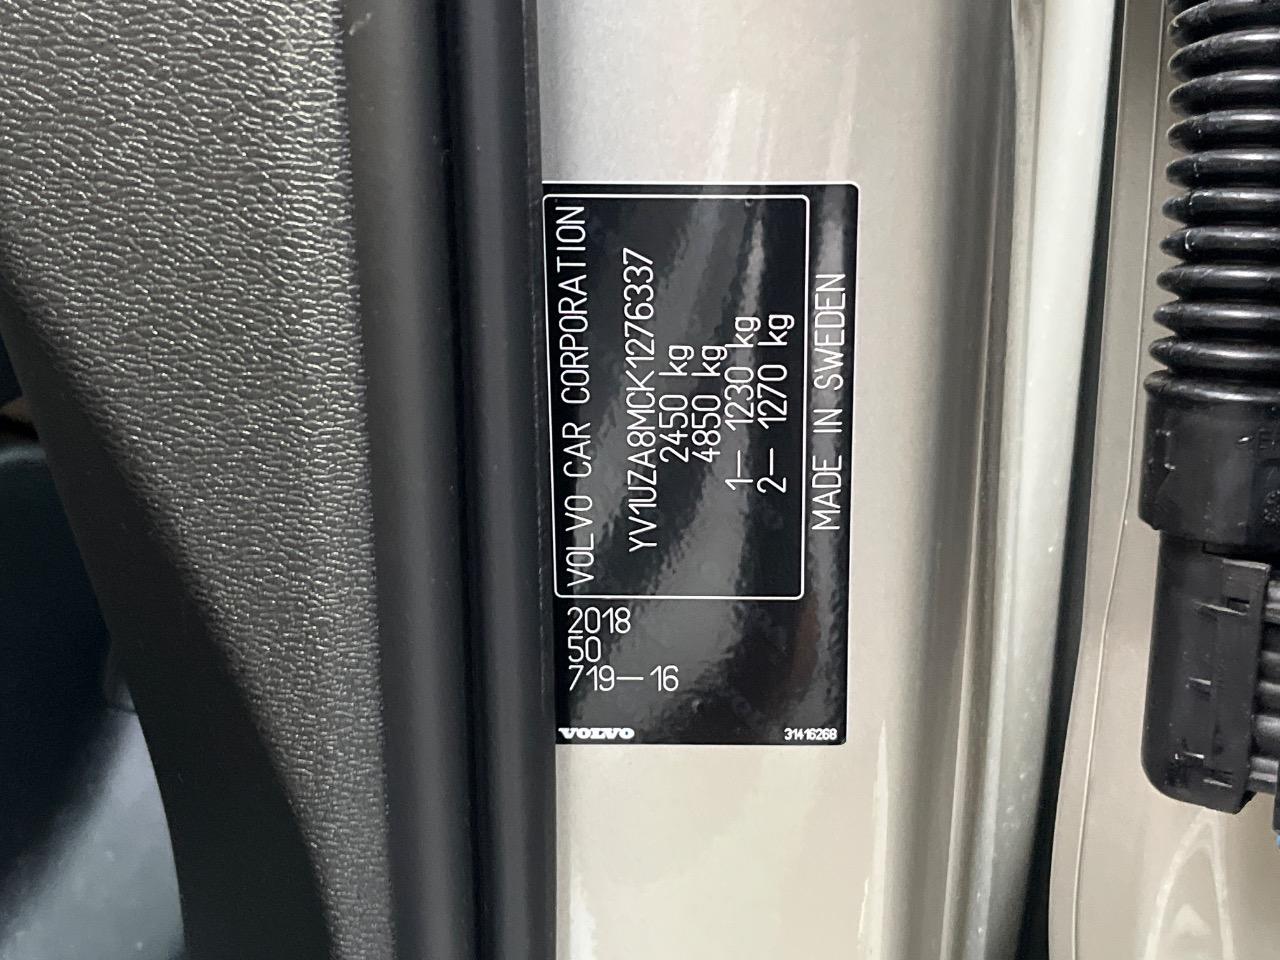 VOLVO CAR CORPORATION
YV1UZA8MCK1276337
2450 kg
4850 kg
1— 1230 kg
2— 1270 kg
MADE IN SWEDEN
2018
50
719—16
VOLVO
31416268